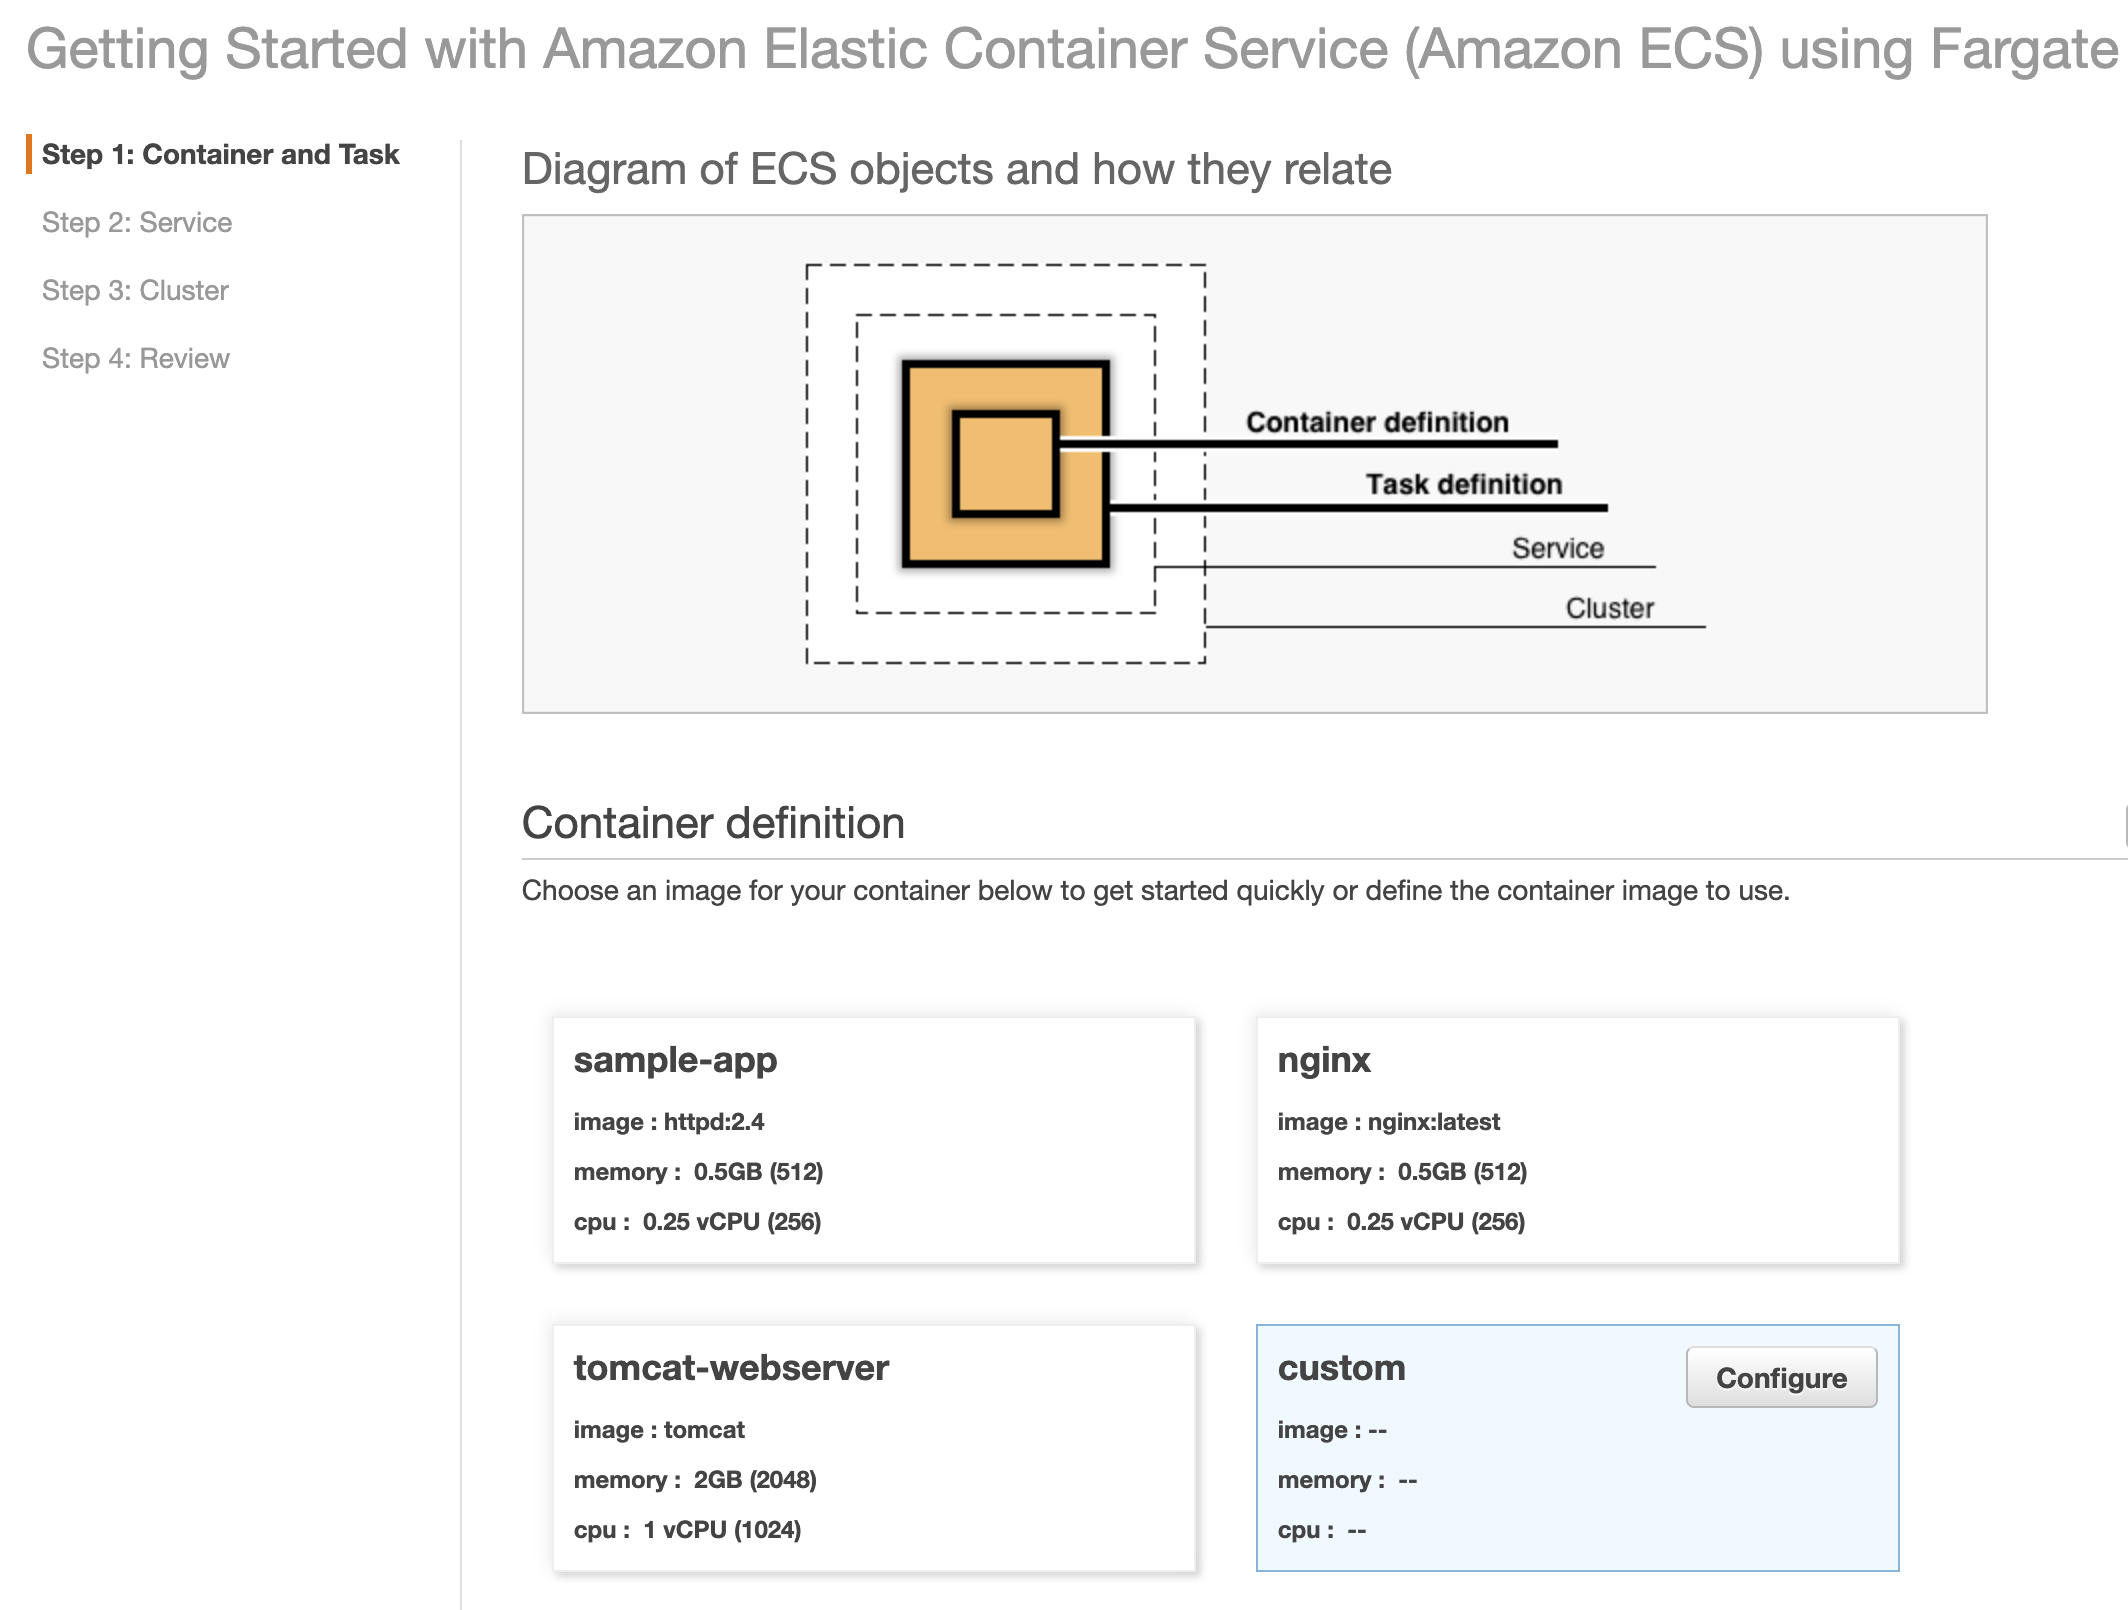 Getting Started with Amazon Elastic Container Service (Amazon ECS) using Fargate
Step 1: Container and Task
Step 2: Service
Step 3: Cluster
Step 4: Review
Diagram of ECS objects and how they relate
Container definition
Task definition
Service
Cluster
Container definition
Choose an image for your container below to get started quickly or define the container image to use.
sample-app
image : httpd:2.4
memory : 0.5GB (512)
cpu : 0.25 vCPU (256)
nginx
image : nginx:latest
memory : 0.5GB (512)
cpu : 0.25 vCPU (256)
tomcat-webserver
image : tomcat
memory : 2GB (2048)
cpu : 1 vCPU (1024)
custom
Configure
image : --
memory : --
cpu : --